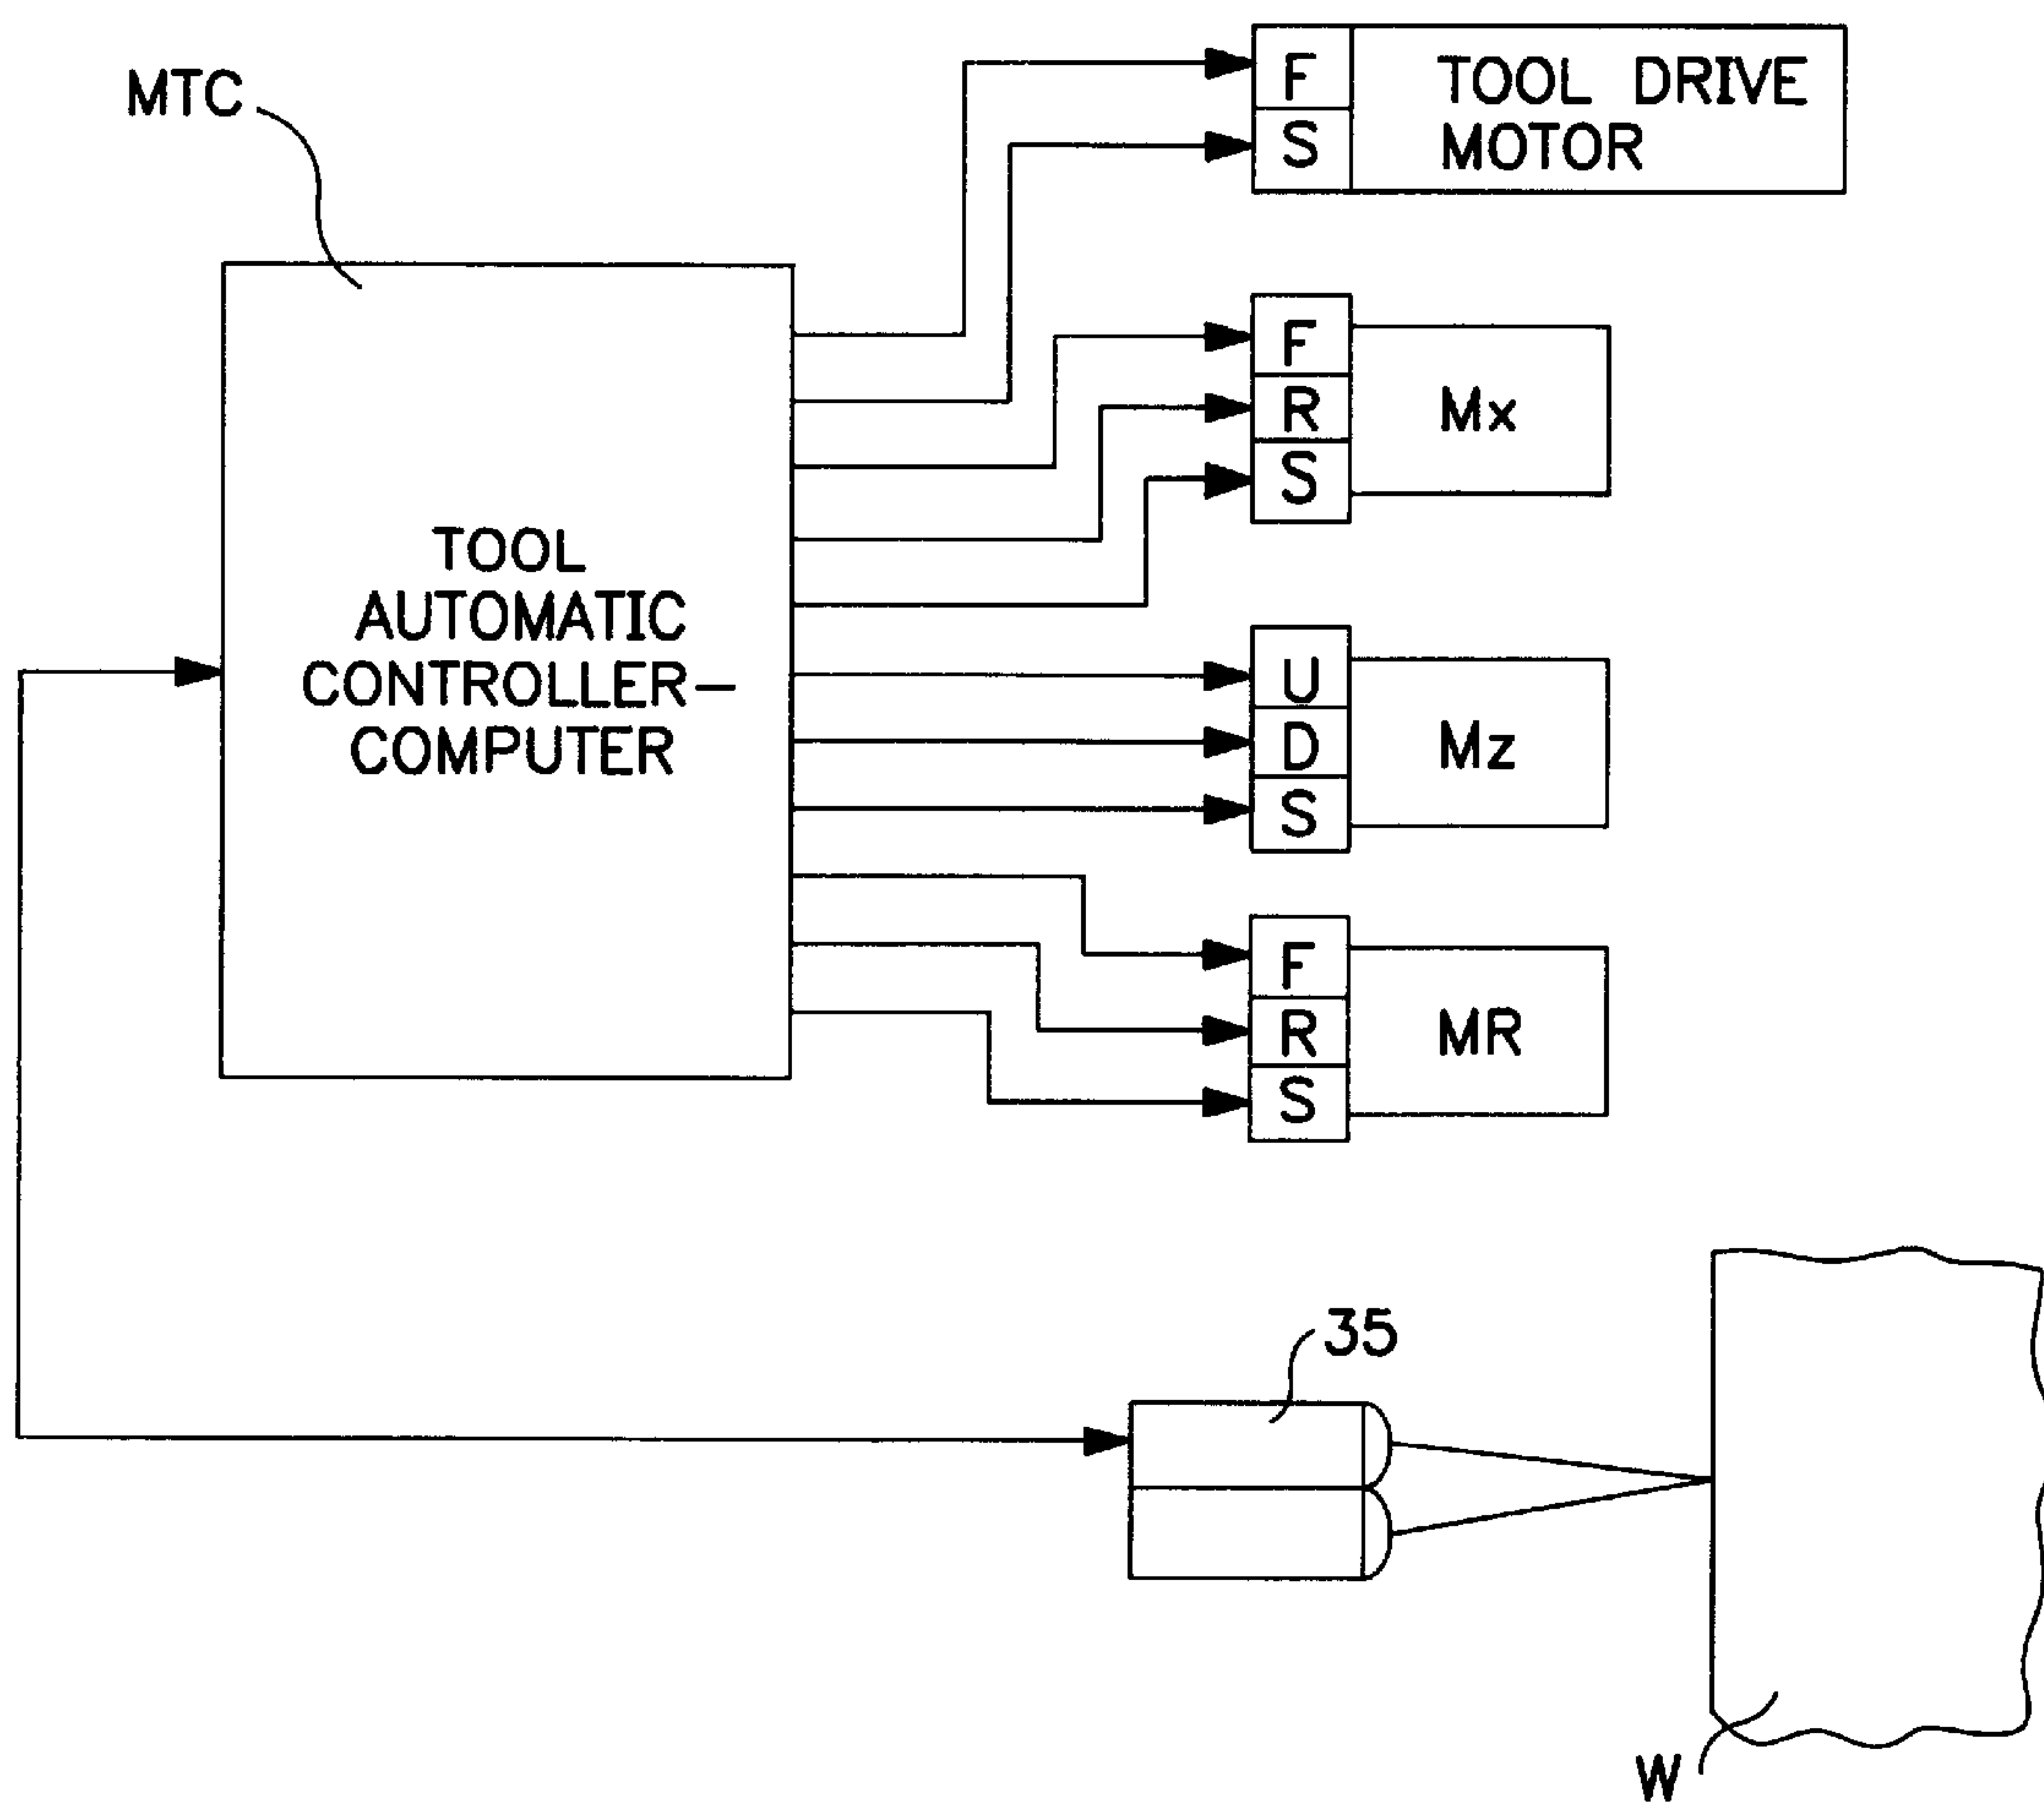 MTC
F
TOOL DRIVE
S
MOTOR
F
R
Mx
S
TOOL
AUTOMATIC
CONTROLLER-
COMPUTER
U
D
Mz
S
F
R
MR
S
35
W